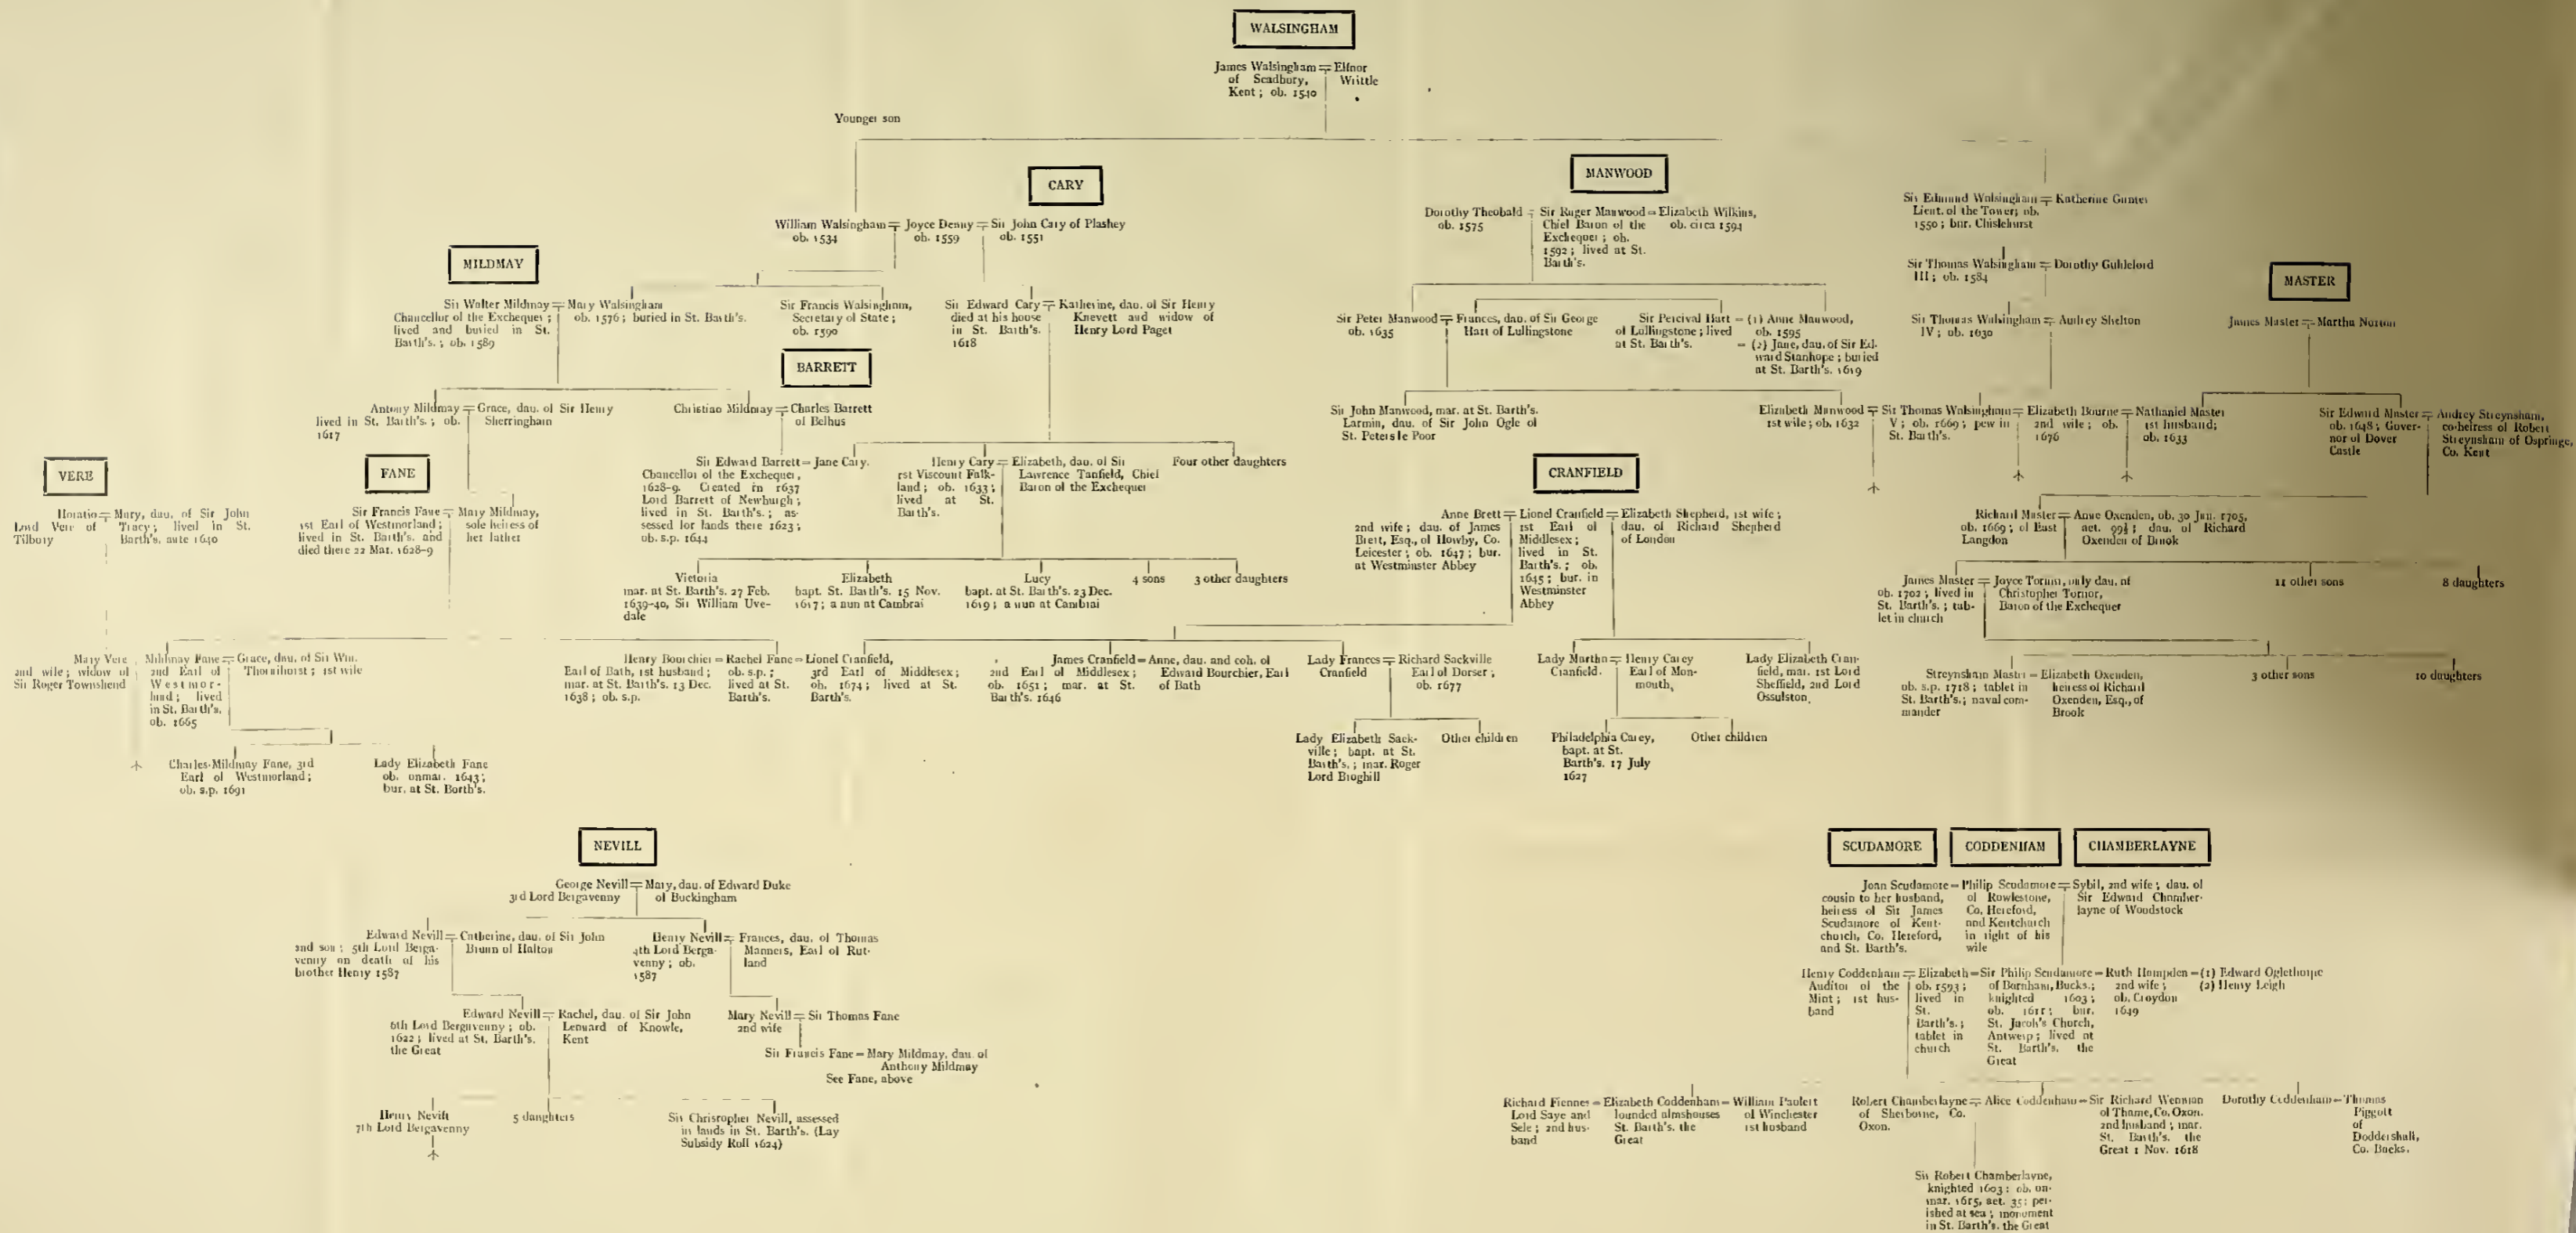 WALSINGHAM
James Walsingham = Elinor
of Scadbury, Writtle
Kent; ob. 1540
Younger son
CARY
MANWOOD
William Walsingham = Joyce Denny = Sir John Cary of Plashey
ob. 1534 ob. 1559 ob. 1551
Dorothy Theobald = Sir Roger Manwood = Elizabeth Wilkins,
ob. 1575 Chief Baron of the ob. circa 1594
Exchequer; ob.
1592; lived at St.
Barth's.
Sir Edmund Walsingham = Katherine Gunter
Lieut. of the Tower; ob.
1550; bur. Chislehurst
MILDMAY
Sir Thomas Walsingham = Dorothy Guildeford
III; ob. 1584
MASTER
Sir Walter Mildmay = Mary Walsingham
Chancellor of the Exchequer; ob. 1576; buried in St. Barth's.
lived and buried in St.
Barth's.; ob. 1589
Sir Francis Walsingham,
Secretary of State;
ob. 1590
Sir Edward Cary = Katherine, dau. of Sir Henry
died at his house Knevett and widow of
in St. Barth's. Henry Lord Paget
1618
Sir Peter Manwood = Frances, dau. of Sir George
ob. 1635 Hart of Lullingstone
Sir Percival Hart = (1) Anne Manwood,
of Lullingstone; lived ob. 1595
at St. Barth's. = (2) Jane, dau. of Sir Ed-
ward Stanhope; buried
at St. Barth's. 1619
Sir Thomas Walsingham = Audrey Shelton
IV; ob. 1630
James Master = Martha Norton
BARRETT
Antony Mildmay = Grace, dau. of Sir Henry
lived in St. Barth's.; ob. Sherringham
1617
Christian Mildmay = Charles Barrett
of Belhus
Sir John Manwood, mar. at St. Barth's.
Larmin, dau. of Sir John Ogle of
St. Peters le Poor
Elizabeth Manwood = Sir Thomas Walsingham = Elizabeth Bourne = Nathaniel Master
1st wife; ob. 1632 V; ob. 1669; pew in 2nd wife; ob. 1st husband;
St. Barth's. 1676 ob. 1633
Sir Edward Master = Audrey Streynsham,
ob. 1648; Gover- co-heiress of Robert
nor of Dover Streynsham of Ospringe,
Castle Co. Kent
VERE
FANE
CRANFIELD
Sir Edward Barrett = Jane Cary.
Chancellor of the Exchequer,
1628-9. Created in 1637
Lord Barrett of Newburgh;
lived in St. Barth's.; as-
sessed for lands there 1623;
ob. s.p. 1644
Henry Cary = Elizabeth, dau. of Sir
1st Viscount Falk- Lawrence Tanfield, Chief
land; ob. 1633; Baron of the Exchequer
lived at St.
Barth's.
Four other daughters
Horatio = Mary, dau. of Sir John
Lord Vere of Tracy; lived in St.
Tilbury Barth's. ante 1640
Sir Francis Fane = Mary Mildmay,
1st Earl of Westmorland; sole heiress of
lived in St. Barth's. and her father
died there 22 Mar. 1628-9
Anne Brett = Lionel Cranfield = Elizabeth Shepherd, 1st wife;
2nd wife; dau. of James 1st Earl of dau. of Richard Shepherd
Brett, Esq., of Howby, Co. Middlesex; of London
Leicester; ob. 1647; bur. lived in St.
at Westminster Abbey Barth's.; ob.
1645; bur. in
Westminster
Abbey
Richard Master = Anne Oxenden, ob. 30 Jan. 1705,
ob. 1669; of East aet. 99½; dau. of Richard
Langdon Oxenden of Brook
Victoria
mar. at St. Barth's. 27 Feb.
1639-40, Sir William Uve-
dale
Elizabeth
bapt. St. Barth's. 15 Nov.
1617; a nun at Cambrai
Lucy
bapt. at St. Barth's. 23 Dec.
1619; a nun at Cambrai
4 sons
3 other daughters
James Master = Joyce Tornor, only dau. of
ob. 1702; lived in Christopher Tornor,
St. Barth's.; tab- Baron of the Exchequer
let in church
11 other sons
8 daughters
Mary Vere = Mildmay Fane = Grace, dau. of Sir Wm.
2nd wife; widow of 2nd Earl of Thornhurst; 1st wife
Sir Roger Townshend Westmor-
land; lived
in St. Barth's.
ob. 1665
Henry Bourchier = Rachel Fane = Lionel Cranfield,
Earl of Bath, 1st husband; ob. s.p.; 3rd Earl of Middlesex;
mar. at St. Barth's. 13 Dec. lived at St. ob. 1674; lived at St.
1638; ob. s.p. Barth's. Barth's.
James Cranfield = Anne, dau. and coh. of
2nd Earl of Middlesex; Edward Bourchier, Earl
ob. 1651; mar. at St. of Bath
Barth's. 1646
Lady Frances = Richard Sackville
Cranfield Earl of Dorser;
ob. 1677
Lady Martha = Henry Carey
Cranfield. Earl of Mon-
mouth,
Lady Elizabeth Cran-
field, mar. 1st Lord
Sheffield, 2nd Lord
Ossulston.
Streynsham Master = Elizabeth Oxenden,
ob. s.p. 1718; tablet in heiress of Richard
St. Barth's.; naval com- Oxenden, Esq., of
mander Brook
3 other sons
10 daughters
Charles Mildmay Fane, 3rd
Earl of Westmorland;
ob. s.p. 1691
Lady Elizabeth Fane
ob. unmar. 1643;
bur. at St. Barth's.
Lady Elizabeth Sack-
ville; bapt. at St.
Barth's.; mar. Roger
Lord Broghill
Other children
Philadelphia Carey,
bapt. at St.
Barth's. 17 July
1627
Other children
NEVILL
SCUDAMORE
CODDENHAM
CHAMBERLAYNE
George Nevill = Mary, dau. of Edward Duke
3rd Lord Bergavenny of Buckingham
Edward Nevill = Catherine, dau. of Sir John
2nd son; 5th Lord Berga- Brunn of Halton
venny on death of his
brother Henry 1587
Henry Nevill = Frances, dau. of Thomas
4th Lord Berga- Manners, Earl of Rut-
venny; ob. land
1587
Joan Scudamore = Philip Scudamore = Sybil, 2nd wife; dau. of
cousin to her husband, of Rowlestone, Sir Edward Chamber-
heiress of Sir James Co. Hereford, layne of Woodstock
Scudamore of Kent- and Kentchurch
church, Co. Hereford, in right of his
and St. Barth's. wife
Henry Coddenham = Elizabeth = Sir Philip Scudamore = Ruth Hampden = (1) Edward Oglethorpe
Auditor of the ob. 1593; of Burnham, Bucks.; 2nd wife; (2) Henry Leigh
Mint; 1st hus- lived in knighted 1603; ob. Croydon
band St. ob. 1611; bur. 1649
Barth's.; St. Jacob's Church,
tablet in Antwerp; lived at
church St. Barth's. the
Great
Edward Nevill = Rachel, dau. of Sir John
6th Lord Bergavenny; ob. Lennard of Knowle,
1622; lived at St. Barth's. Kent
the Great
Mary Nevill = Sir Thomas Fane
2nd wife
Sir Francis Fane = Mary Mildmay, dau. of
Anthony Mildmay
See Fane, above
Henry Nevill
7th Lord Bergavenny
5 daughters
Sir Christopher Nevill, assessed
in lands in St. Barth's. (Lay
Subsidy Roll 1624)
Richard Fiennes = Elizabeth Coddenham = William Paulett
Lord Saye and founded almshouses of Winchester
Sele; 2nd hus- St. Barth's. the 1st husband
band Great
Robert Chamberlayne = Alice Coddenham = Sir Richard Wenman
of Sherborne, Co. of Thame, Co. Oxon.
Oxon. 2nd husband; mar.
St. Barth's. the
Great 1 Nov. 1618
Dorothy Coddenham = Thomas
Piggott
of
Doddershall,
Co. Bucks.
Sir Robert Chamberlayne,
knighted 1603: ob. un-
mar. 1615, aet. 35: per-
ished at sea; monument
in St. Barth's. the Great